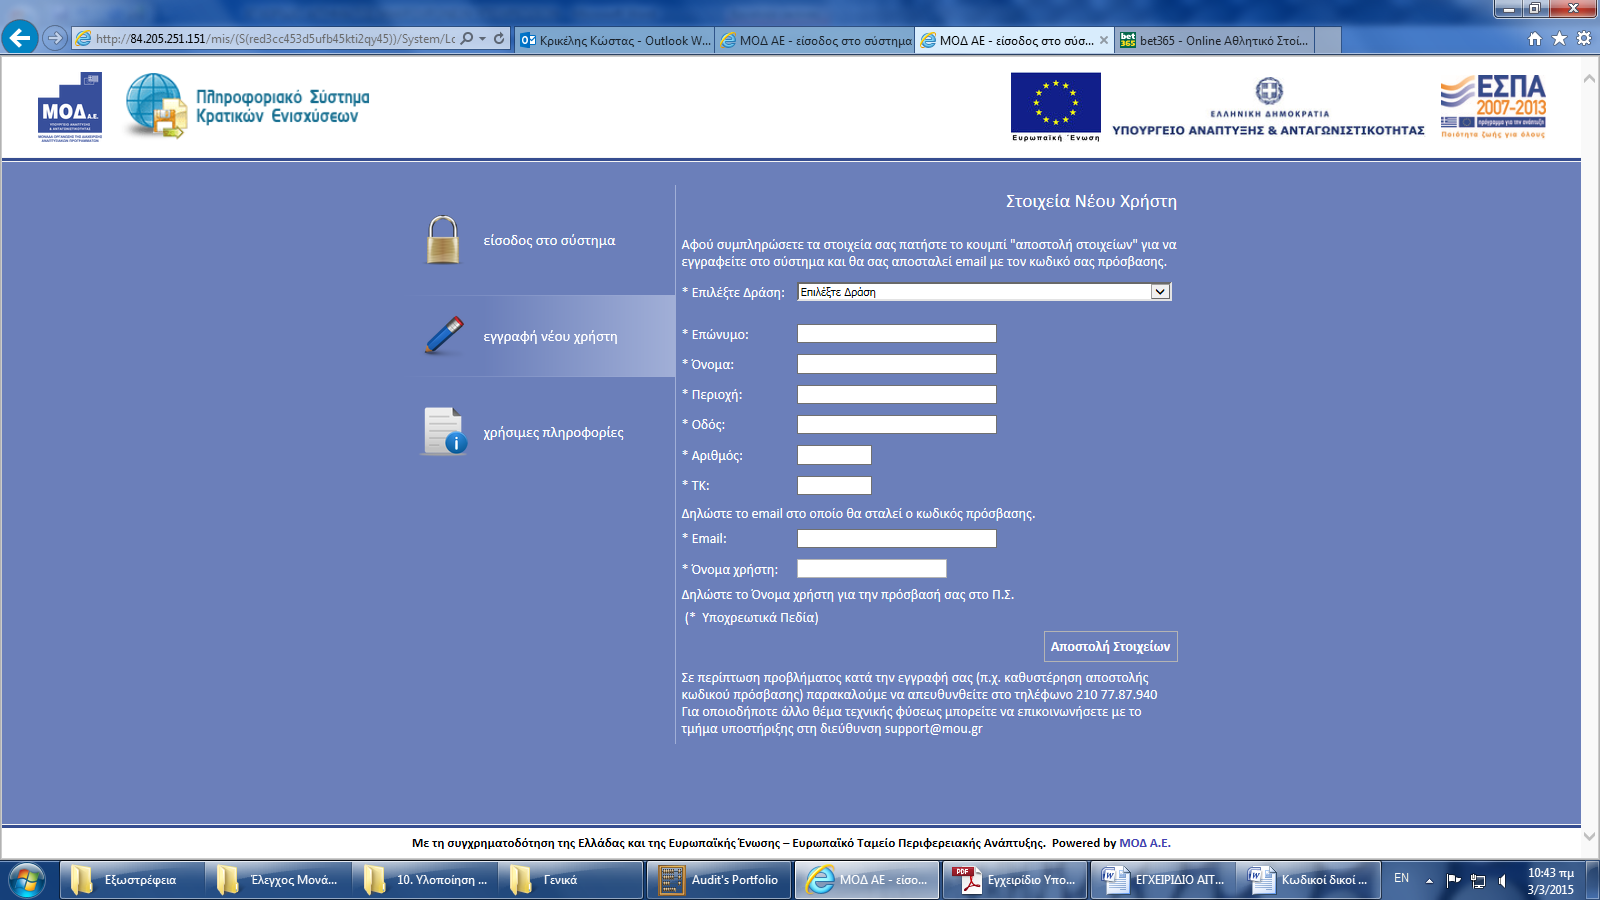 http://84.205.251.151/mis/(S(red3cc453d5ufb45kti2qy45))/System/Lo
Κρικέλης Κώστας - Outlook W...
ΜΟΔ ΑΕ - είσοδος στο σύστημα
ΜΟΔ ΑΕ - είσοδος στο σύσ...
bet365 - Online Αθλητικό Στοί...
ΜΟΔ Α.Ε.
Πληροφοριακό Σύστημα
Κρατικών Ενισχύσεων
Ευρωπαϊκή Ένωση
ΕΛΛΗΝΙΚΗ ΔΗΜΟΚΡΑΤΙΑ
ΥΠΟΥΡΓΕΙΟ ΑΝΑΠΤΥΞΗΣ & ΑΝΤΑΓΩΝΙΣΤΙΚΟΤΗΤΑΣ
ΕΣΠΑ
2007-2013
πρόγραμμα για την ανάπτυξη
Ποιότητα ζωής για όλους
είσοδος στο σύστημα
εγγραφή νέου χρήστη
χρήσιμες πληροφορίες
Στοιχεία Νέου Χρήστη
Αφού συμπληρώσετε τα στοιχεία σας πατήστε το κουμπί "αποστολή στοιχείων" για να
εγγραφείτε στο σύστημα και θα σας αποσταλεί email με τον κωδικό σας πρόσβασης.
* Επιλέξτε Δράση: Επιλέξτε Δράση
* Επώνυμο:
* Όνομα:
* Περιοχή:
* Οδός:
* Αριθμός:
* ΤΚ:
Δηλώστε το email στο οποίο θα σταλεί ο κωδικός πρόσβασης.
* Email:
* Όνομα χρήστη:
Δηλώστε το Όνομα χρήστη για την πρόσβασή σας στο Π.Σ.
(* Υποχρεωτικά Πεδία)
Αποστολή Στοιχείων
Σε περίπτωση προβλήματος κατά την εγγραφή σας (π.χ. καθυστέρηση αποστολής
κωδικού πρόσβασης) παρακαλούμε να απευθυνθείτε στο τηλέφωνο 210 77.87.940
Για οποιοδήποτε άλλο θέμα τεχνικής φύσεως μπορείτε να επικοινωνήσετε με το
τμήμα υποστήριξης στη διεύθυνση support@mou.gr
Με τη συγχρηματοδότηση της Ελλάδας και της Ευρωπαϊκής Ένωσης – Ευρωπαϊκό Ταμείο Περιφερειακής Ανάπτυξης. Powered by ΜΟΔ Α.Ε.
Εξωστρέφεια
Έλεγχος Μονά...
10. Υλοποίηση ...
Γενικά
Audit's Portfolio
ΜΟΔ ΑΕ - είσο...
Εγχειρίδιο Υπο...
ΕΓΧΕΙΡΙΔΙΟ ΑΙΤ...
Κωδικοί δικοί ...
EN
10:43 πμ
3/3/2015